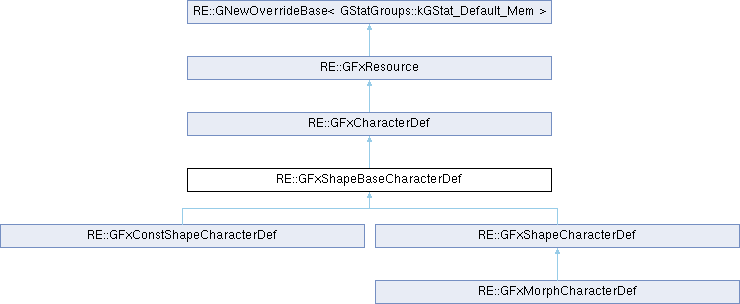 RE::GNewOverrideBase< GStatGroups::kGStat_Default_Mem >
RE::GFxResource
RE::GFxCharacterDef
RE::GFxShapeBaseCharacterDef
RE::GFxConstShapeCharacterDef
RE::GFxShapeCharacterDef
RE::GFxMorphCharacterDef